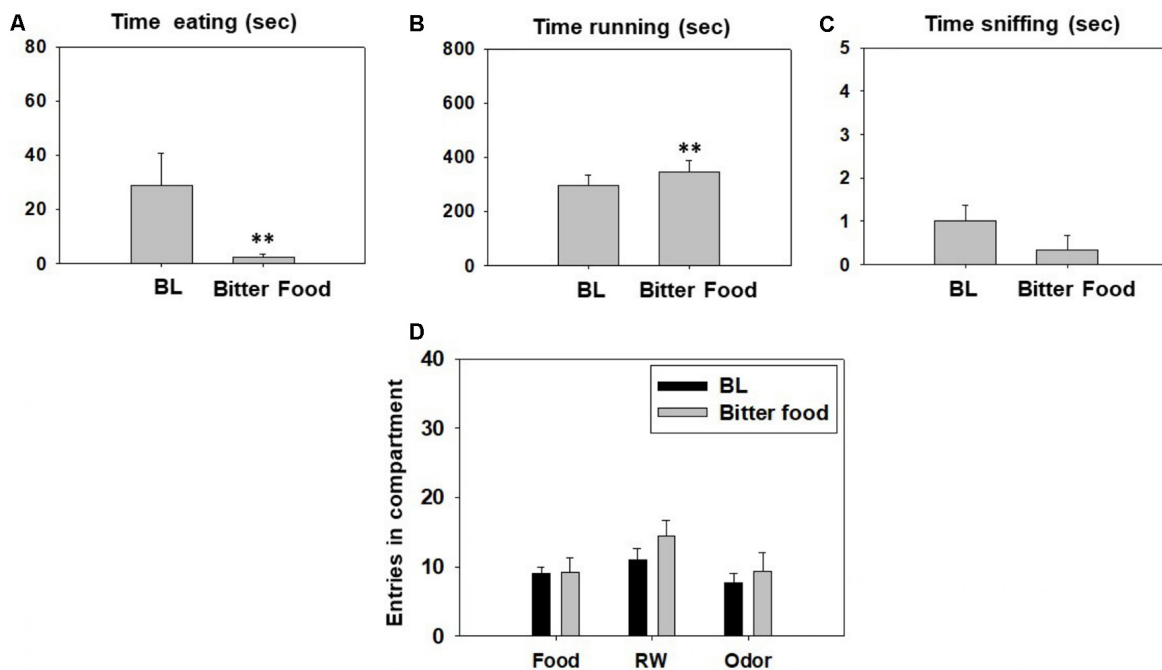 A
Time eating (sec)
80
60
40
20
0
**
BL Bitter Food
B
Time running (sec)
800
600
400
200
0
**
BL Bitter Food
C
Time sniffing (sec)
5
4
3
2
1
0
BL Bitter Food
D
Entries in compartment
40
30
20
10
0
BL
Bitter food
Food RW Odor